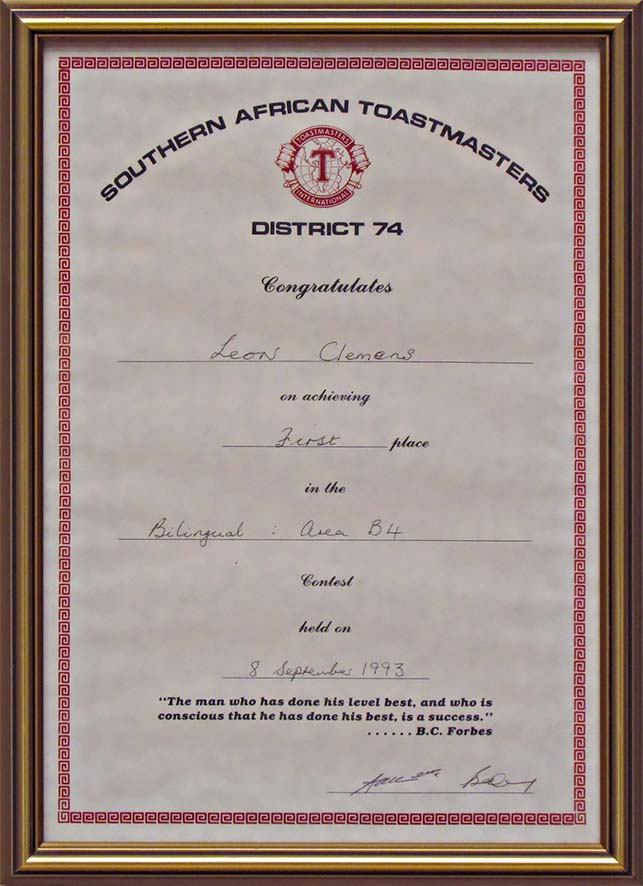 SOUTHERN AFRICAN TOASTMASTERS
TOASTMASTERS
T
INTERNATIONAL
DISTRICT 74
Congratulates
Leon Clemens
on achieving
First place
in the
Bilingual : Area B4
Contest
held on
8 September 1993
"The man who has done his level best, and who is
conscious that he has done his best, is a success."
...... B.C. Forbes